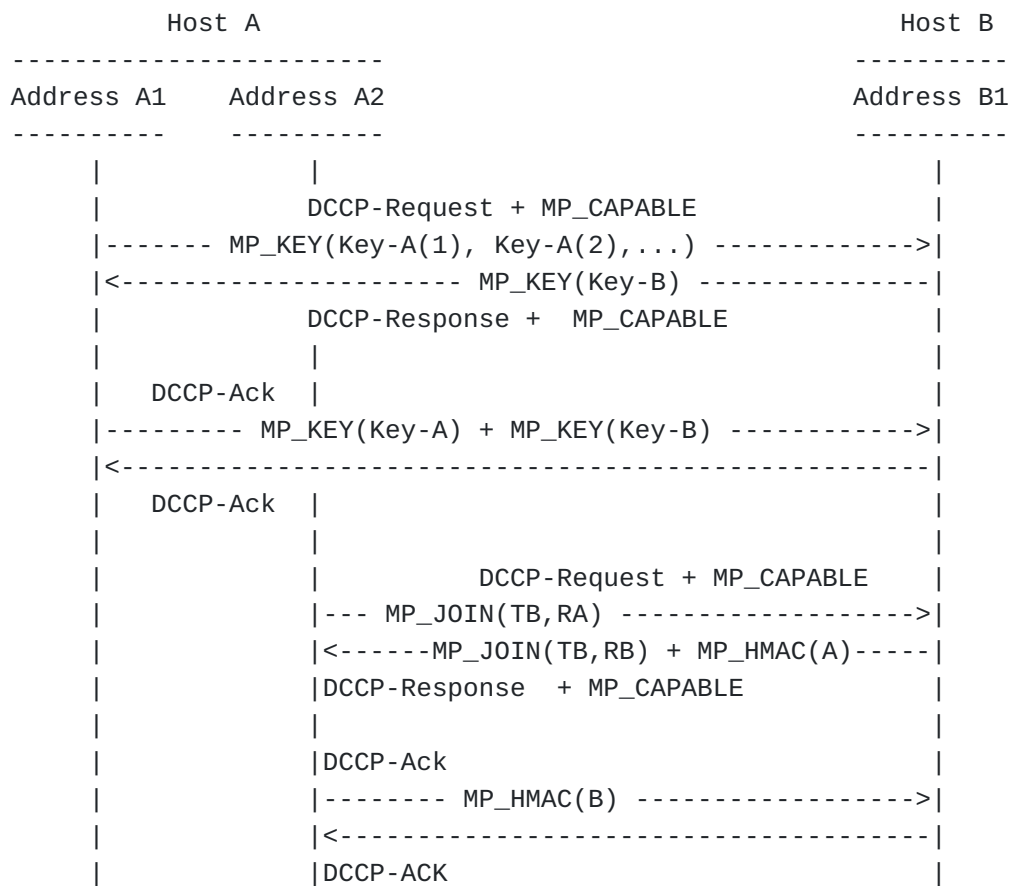 Host A                                         Host B
------------------------                              ----------
Address A1    Address A2                              Address B1
----------    ----------                              ----------
     |             |                                       |
     |             DCCP-Request + MP_CAPABLE               |
     |------- MP_KEY(Key-A(1), Key-A(2),...) ------------->|
     |<---------------------- MP_KEY(Key-B) ---------------|
     |             DCCP-Response +  MP_CAPABLE             |
     |             |                                       |
     |   DCCP-Ack  |                                       |
     |--------- MP_KEY(Key-A) + MP_KEY(Key-B) ------------>|
     |<----------------------------------------------------|
     |   DCCP-Ack  |                                       |
     |             |                                       |
     |             |          DCCP-Request + MP_CAPABLE    |
     |             |--- MP_JOIN(TB,RA) ------------------->|
     |             |<------MP_JOIN(TB,RB) + MP_HMAC(A)-----|
     |             |DCCP-Response  + MP_CAPABLE            |
     |             |                                       |
     |             |DCCP-Ack                               |
     |             |-------- MP_HMAC(B) ------------------>|
     |             |<--------------------------------------|
     |             |DCCP-ACK                               |